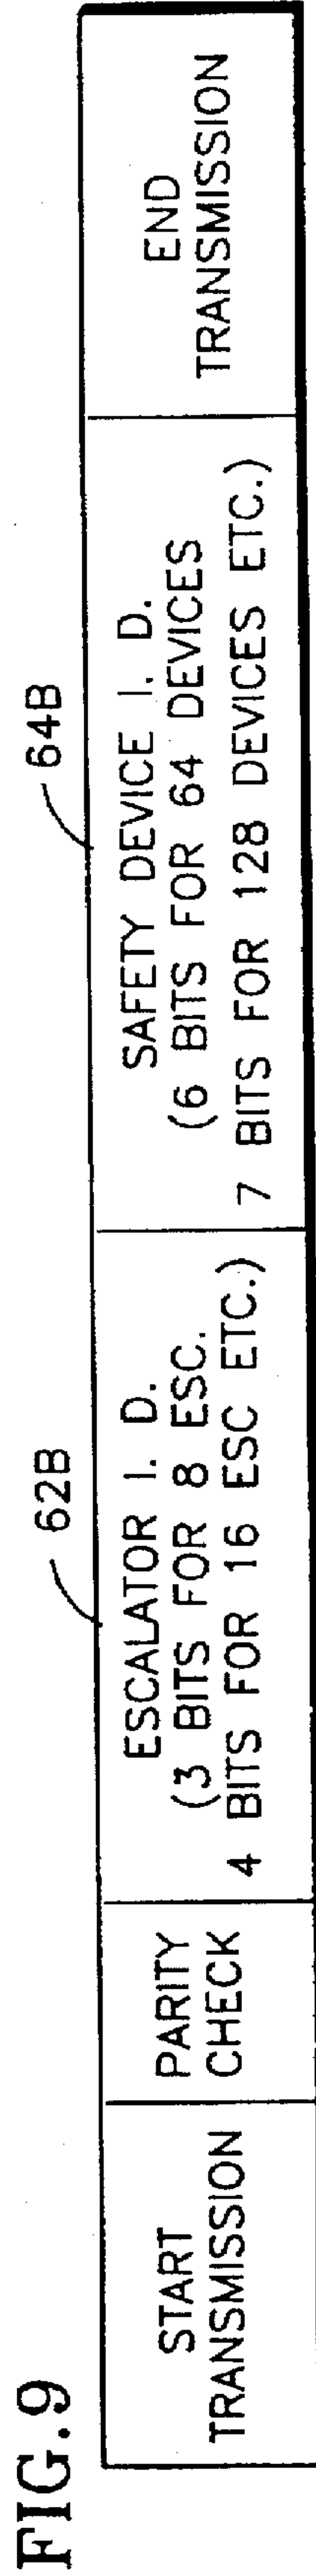 FIG.9
62B
64B
START
TRANSMISSION
PARITY
CHECK
ESCALATOR I. D.
(3 BITS FOR 8 ESC.
4 BITS FOR 16 ESC ETC.)
SAFETY DEVICE I. D.
(6 BITS FOR 64 DEVICES
7 BITS FOR 128 DEVICES ETC.)
END
TRANSMISSION